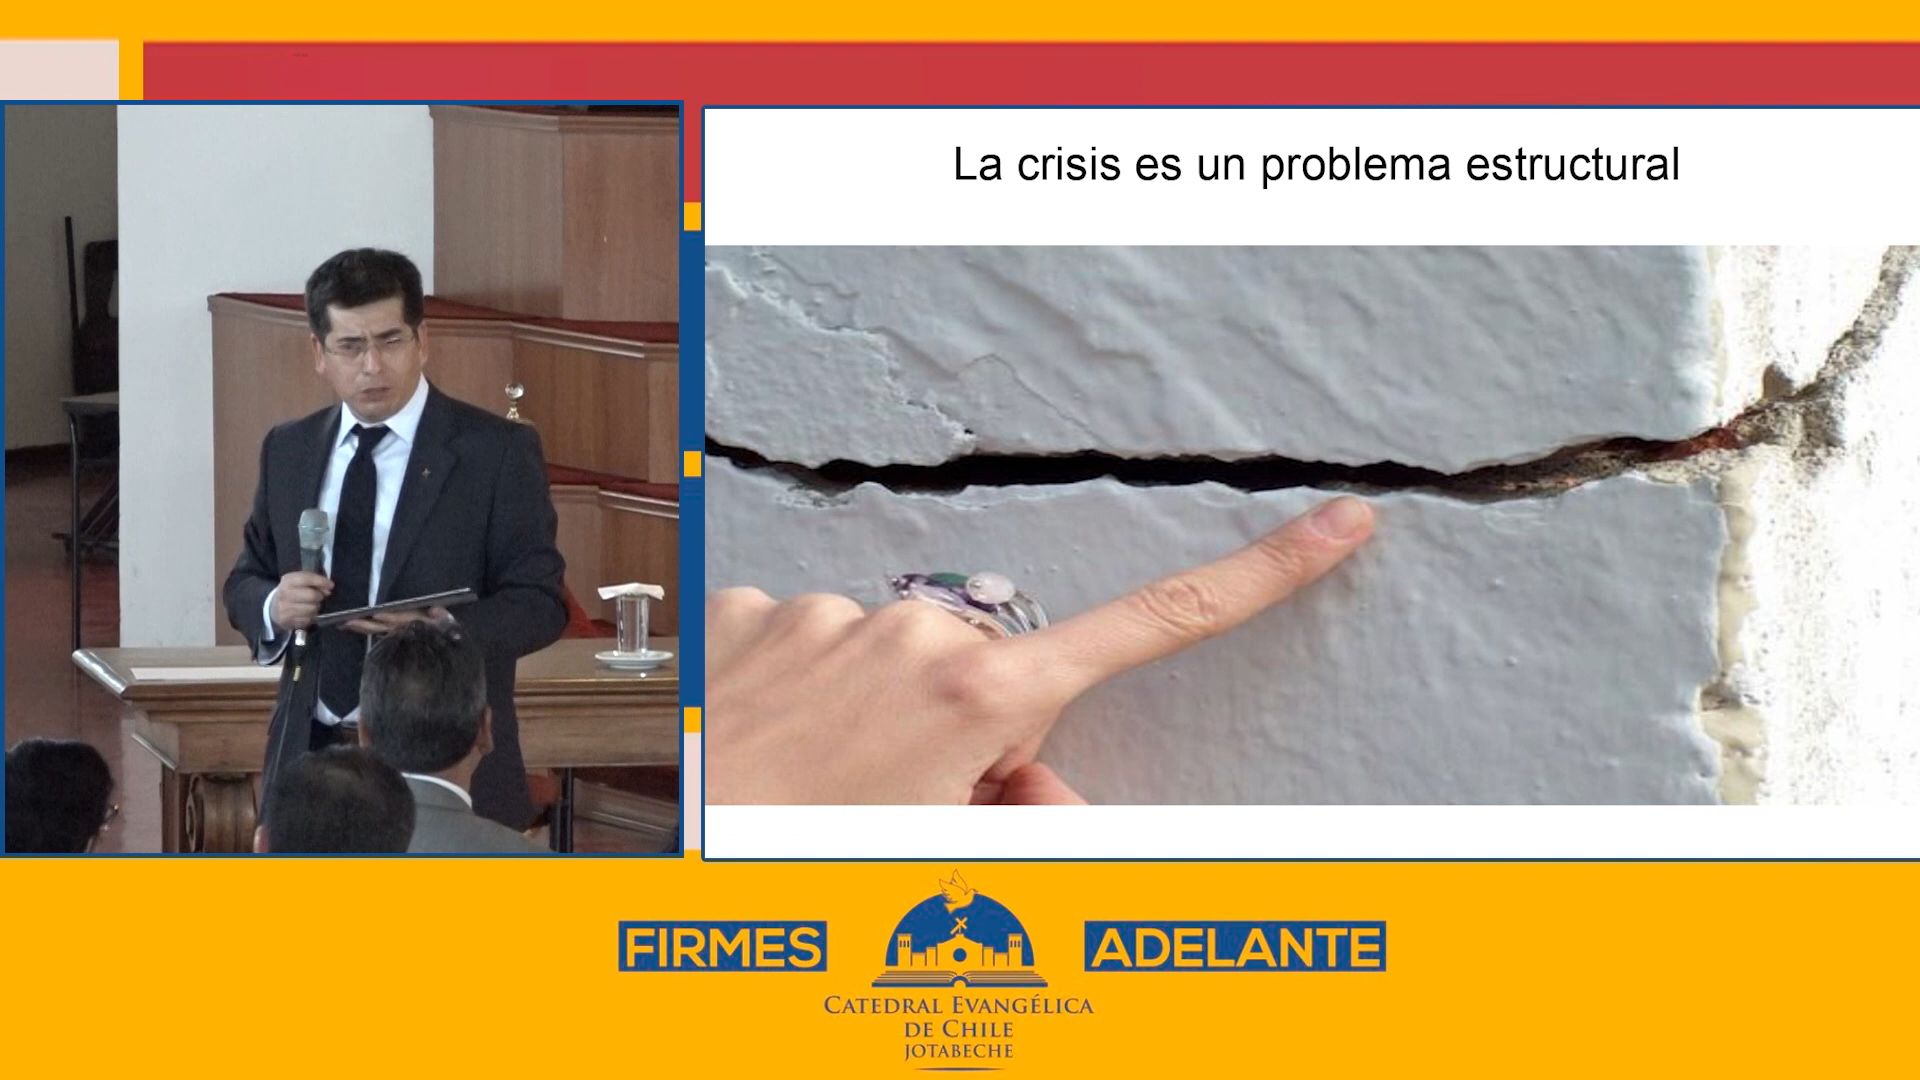 La crisis es un problema estructural
FIRMES
ADELANTE
CATEDRAL EVANGÉLICA
DE CHILE
JOTABECHE